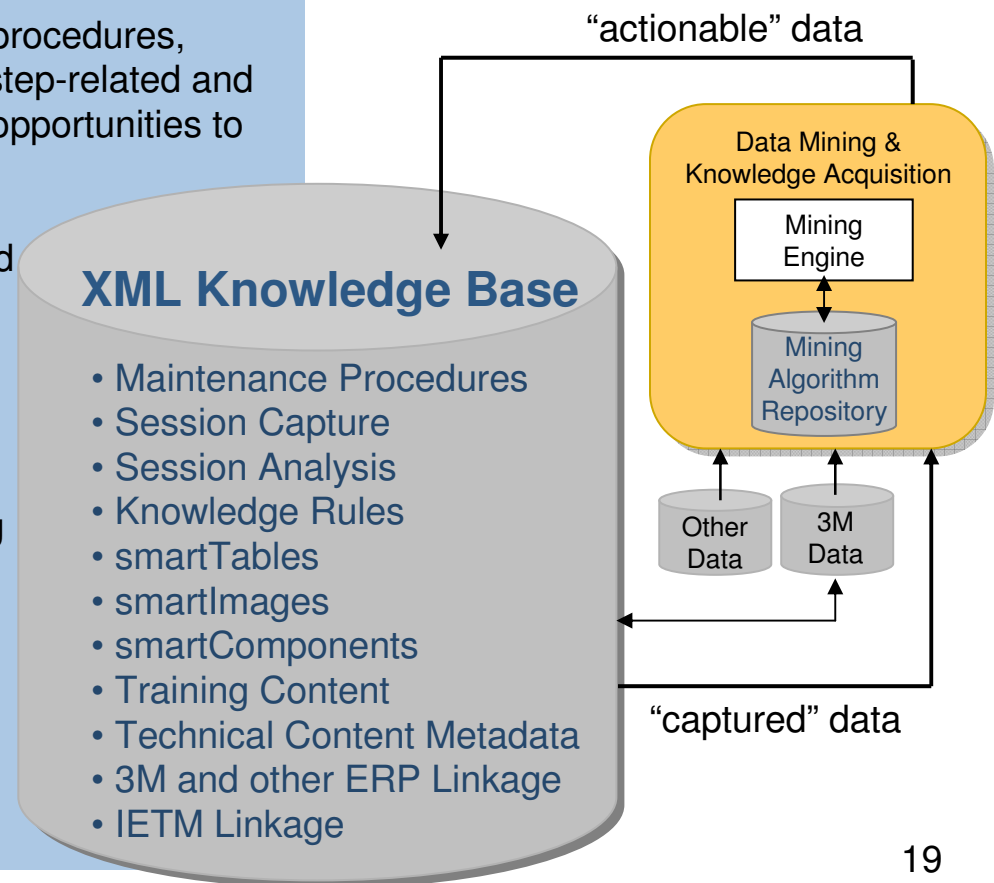 procedures,
step-related and
opportunities to
d
g
“actionable” data
Data Mining &
Knowledge Acquisition
Mining
Engine
Mining
Algorithm
Repository
Other
Data
3M
Data
XML Knowledge Base
• Maintenance Procedures
• Session Capture
• Session Analysis
• Knowledge Rules
• smartTables
• smartImages
• smartComponents
• Training Content
• Technical Content Metadata
• 3M and other ERP Linkage
• IETM Linkage
“captured” data
19